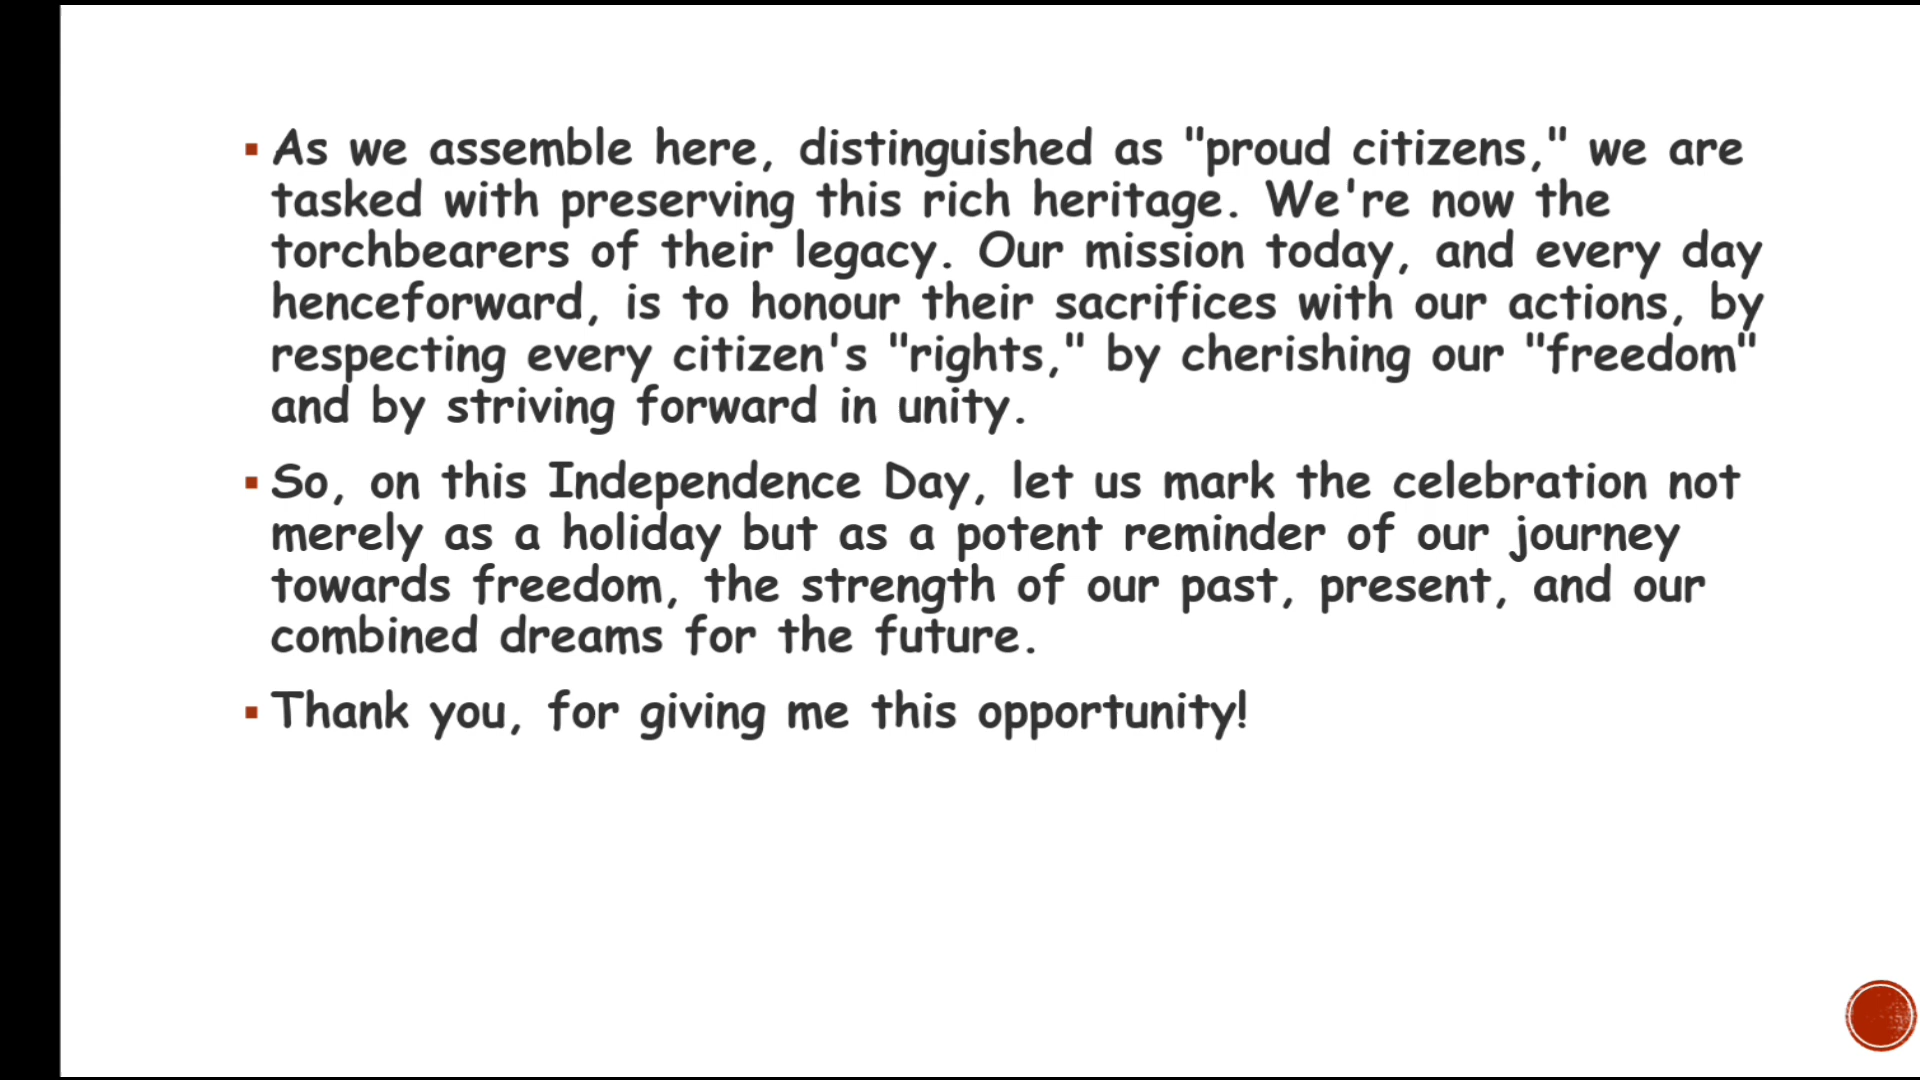 ▪ As we assemble here, distinguished as "proud citizens," we are
tasked with preserving this rich heritage. We're now the
torchbearers of their legacy. Our mission today, and every day
henceforward, is to honour their sacrifices with our actions, by
respecting every citizen's "rights," by cherishing our "freedom"
and by striving forward in unity.
▪ So, on this Independence Day, let us mark the celebration not
merely as a holiday but as a potent reminder of our journey
towards freedom, the strength of our past, present, and our
combined dreams for the future.
▪ Thank you, for giving me this opportunity!